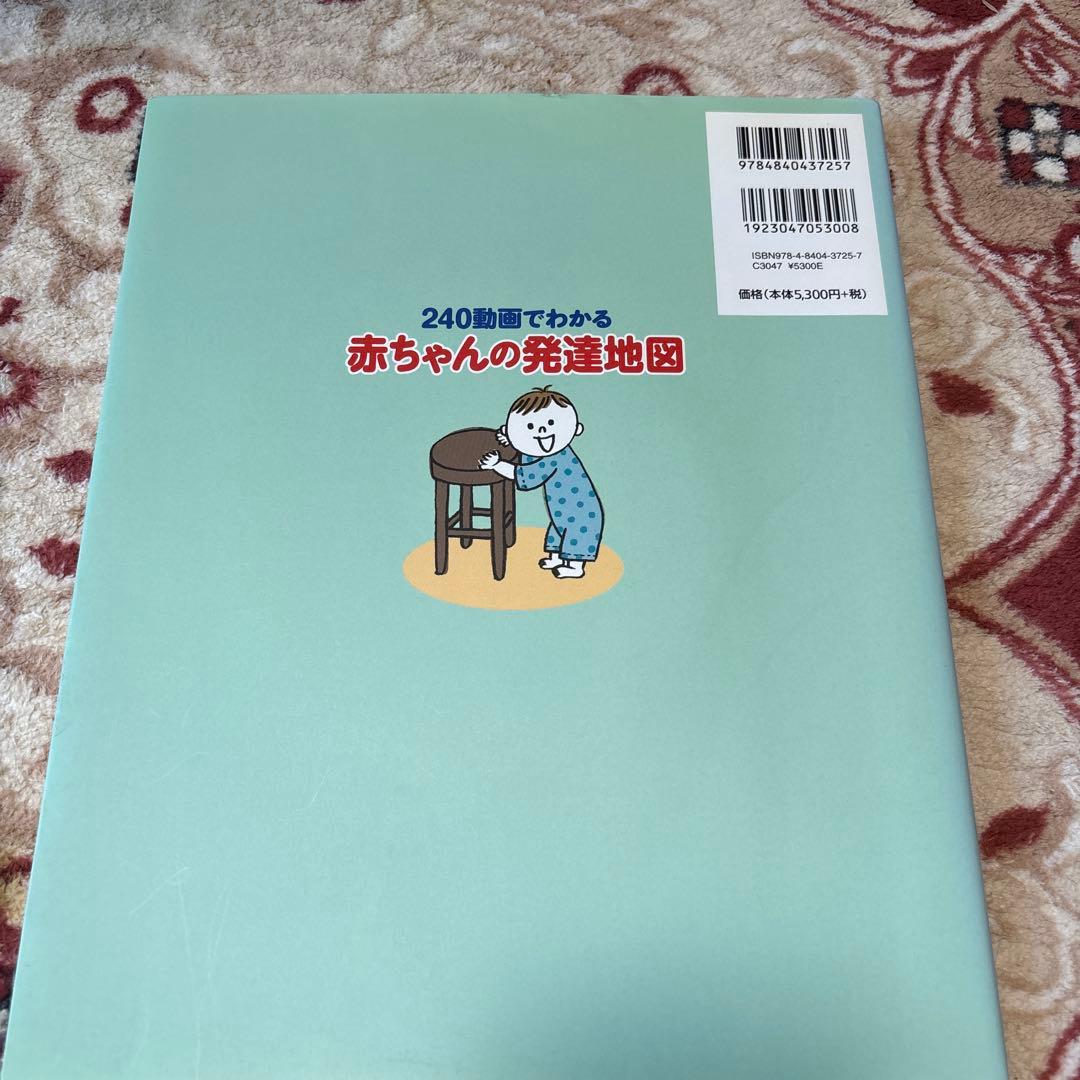 9784840437257
1923047053008
ISBN978-4-8404-3725-7
C3047 ¥5300E
価格(本体5,300円+税)
240動画でわかる
赤ちゃんの発達地図